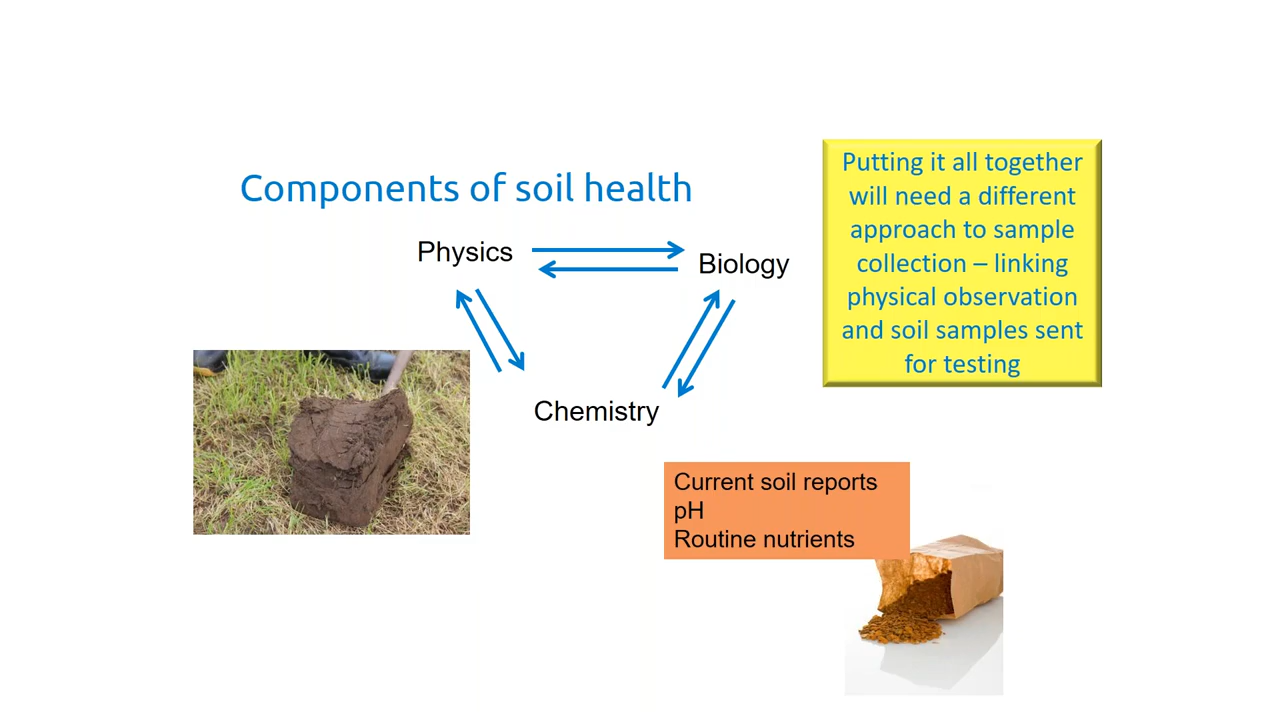 Components of soil health
Physics
Biology
Chemistry
Putting it all together
will need a different
approach to sample
collection – linking
physical observation
and soil samples sent
for testing
Current soil reports
pH
Routine nutrients